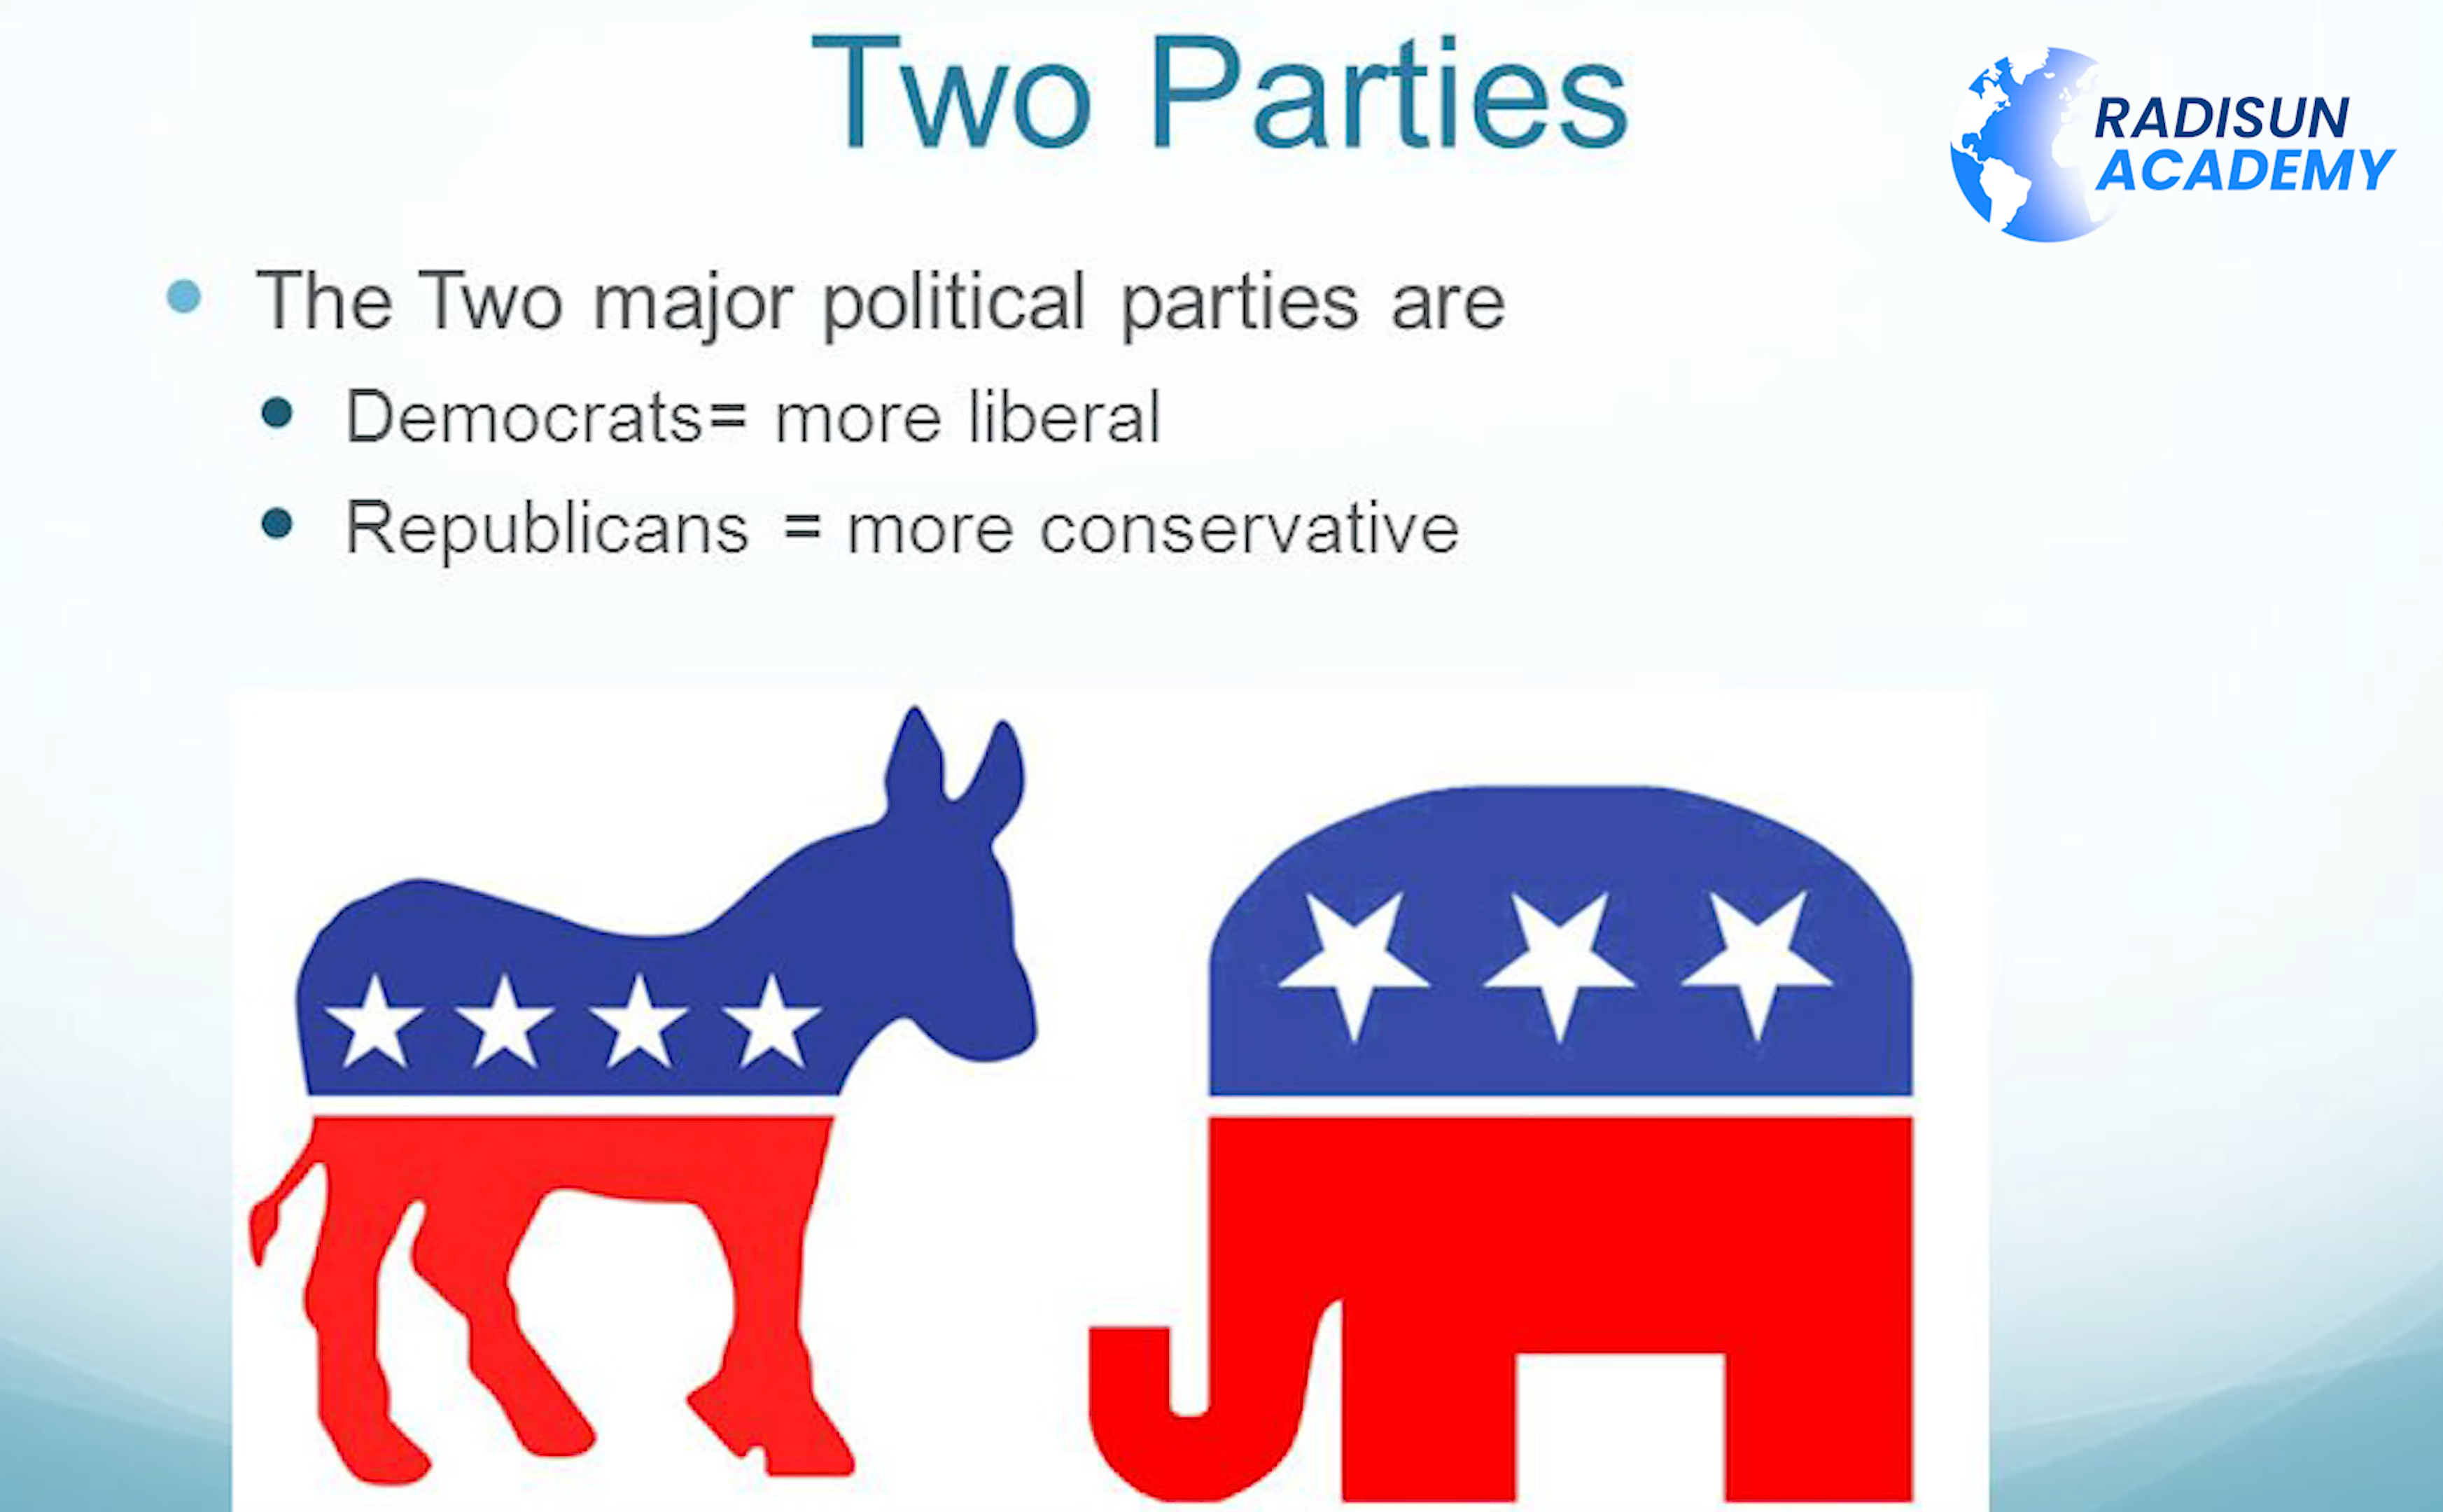 Two Parties
RADISUN
ACADEMY
The Two major political parties are
Democrats= more liberal
Republicans = more conservative